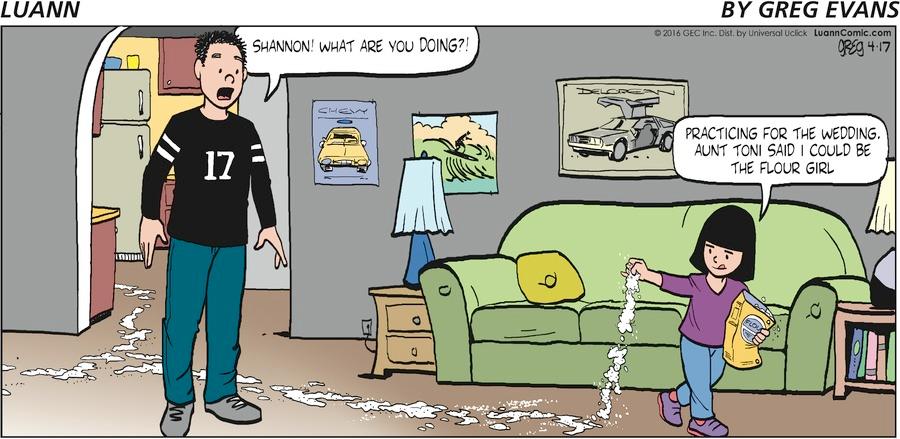 LUANN
BY GREG EVANS
© 2016 GEC Inc. Dist. by Universal Uclick LuannComic.com
GREG 4·17
SHANNON! WHAT ARE YOU DOING?!
CHEVY
DELOREAN
PRACTICING FOR THE WEDDING.
AUNT TONI SAID I COULD BE
THE FLOUR GIRL
17